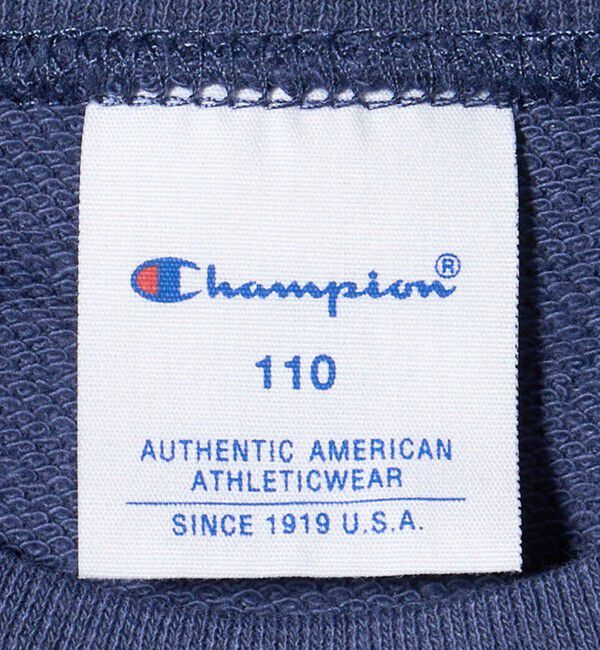 Champion®
110
AUTHENTIC AMERICAN
ATHLETICWEAR
SINCE 1919 U.S.A.